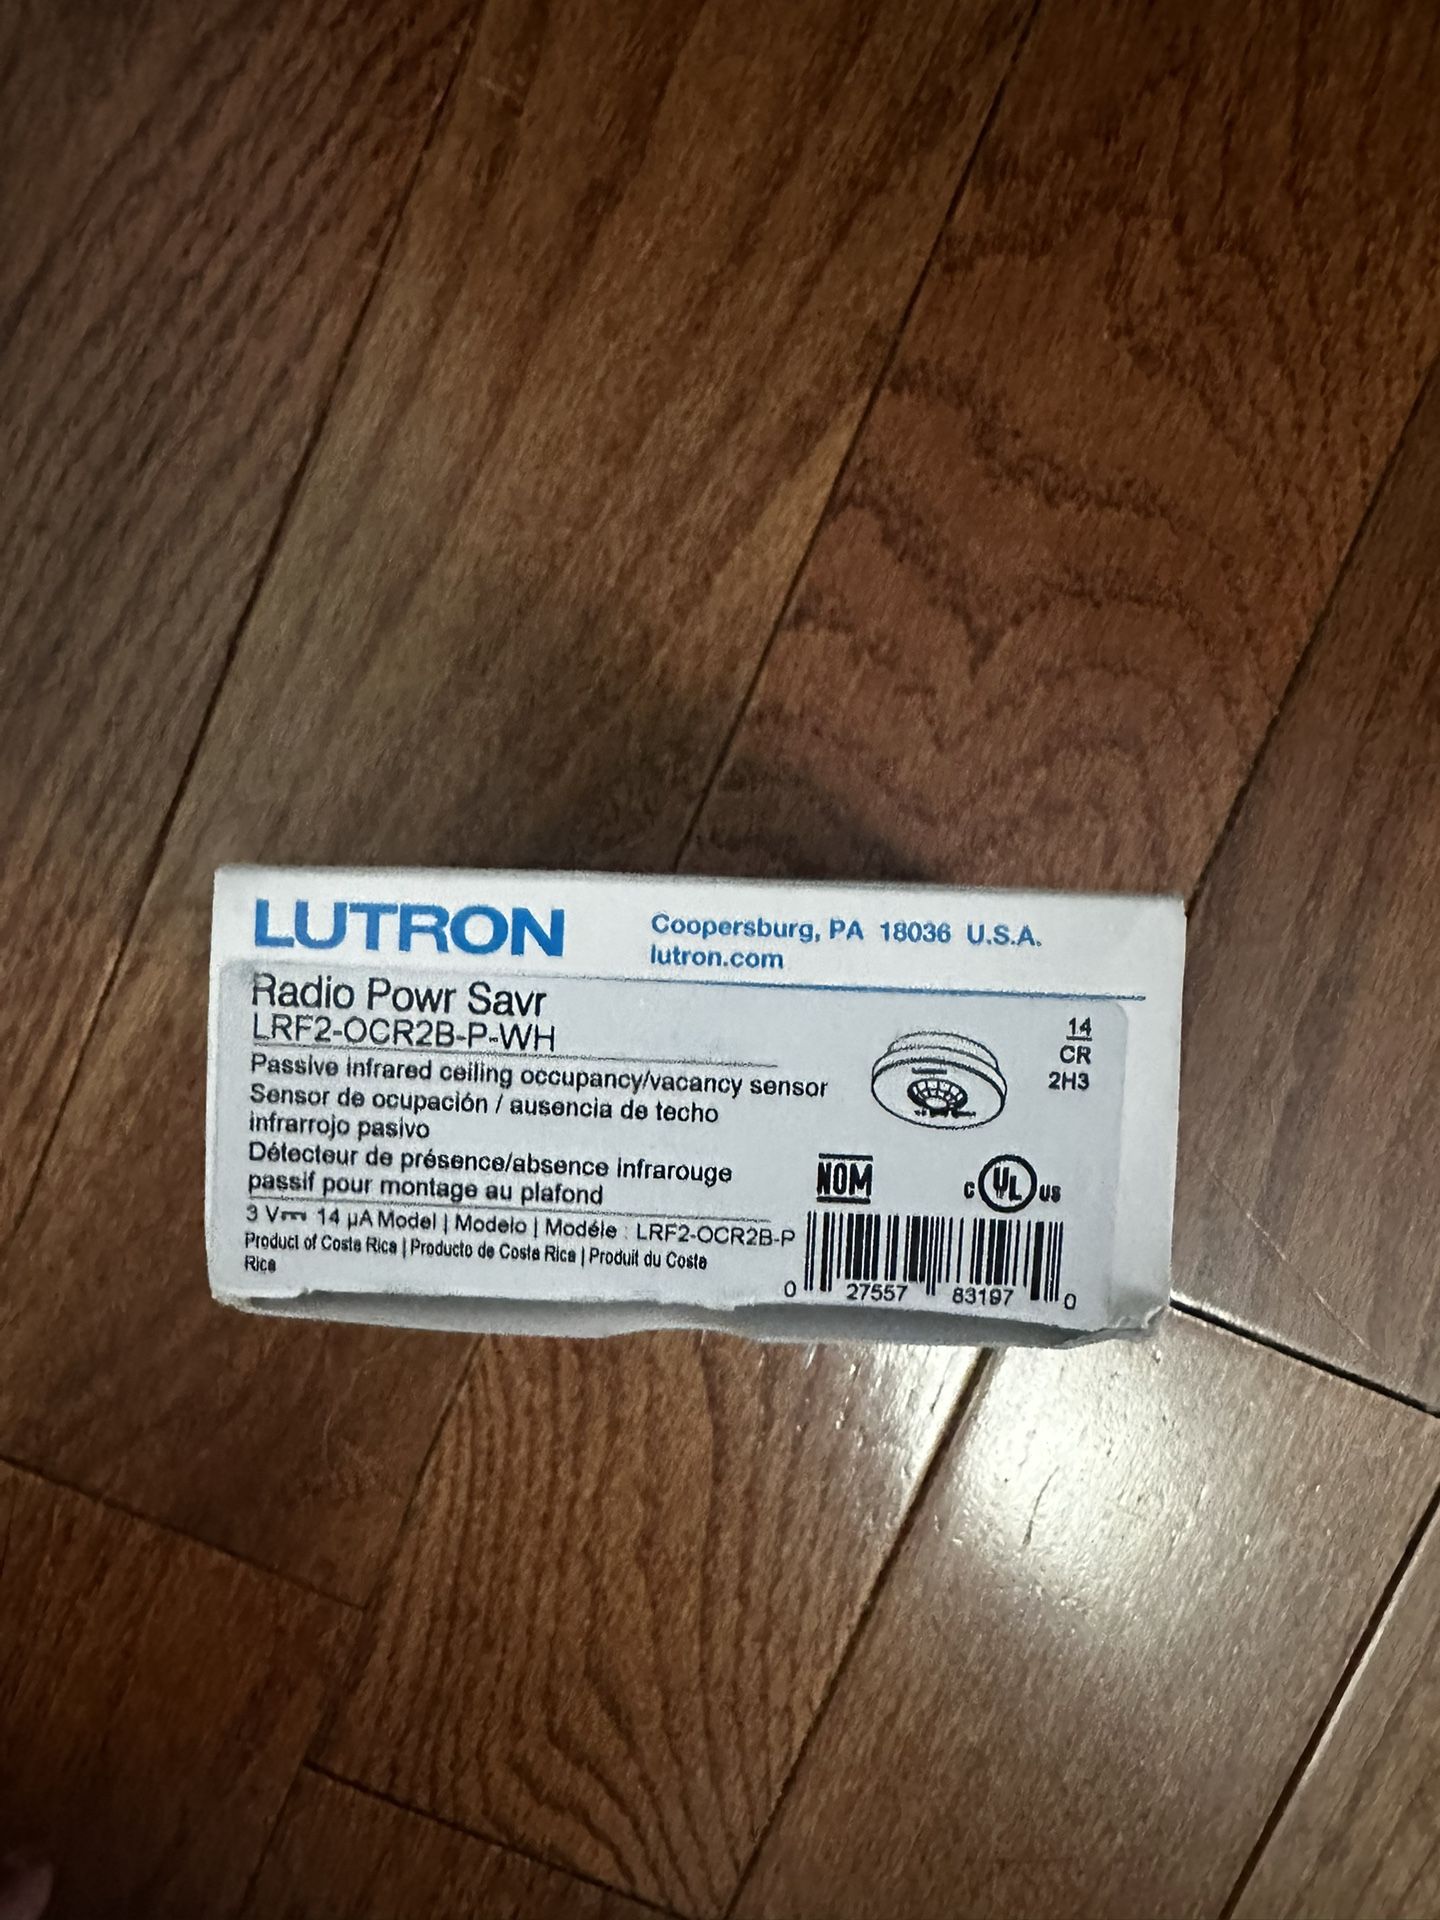 LUTRON
Coopersburg, PA 18036 U.S.A.
lutron.com
Radio Powr Savr
LRF2-OCR2B-P-WH
Passive infrared ceiling occupancy/vacancy sensor
Sensor de ocupación / ausencia de techo
infrarrojo pasivo
Détecteur de présence/absence infrarouge
passif pour montage au plafond
3 V⎓ 14 µA Model | Modelo | Modéle : LRF2-OCR2B-P
Product of Costa Rica | Producto de Costa Rica | Produit du Costa
Rica
14
CR
2H3
NOM
c UL us
0 27557 83197 0